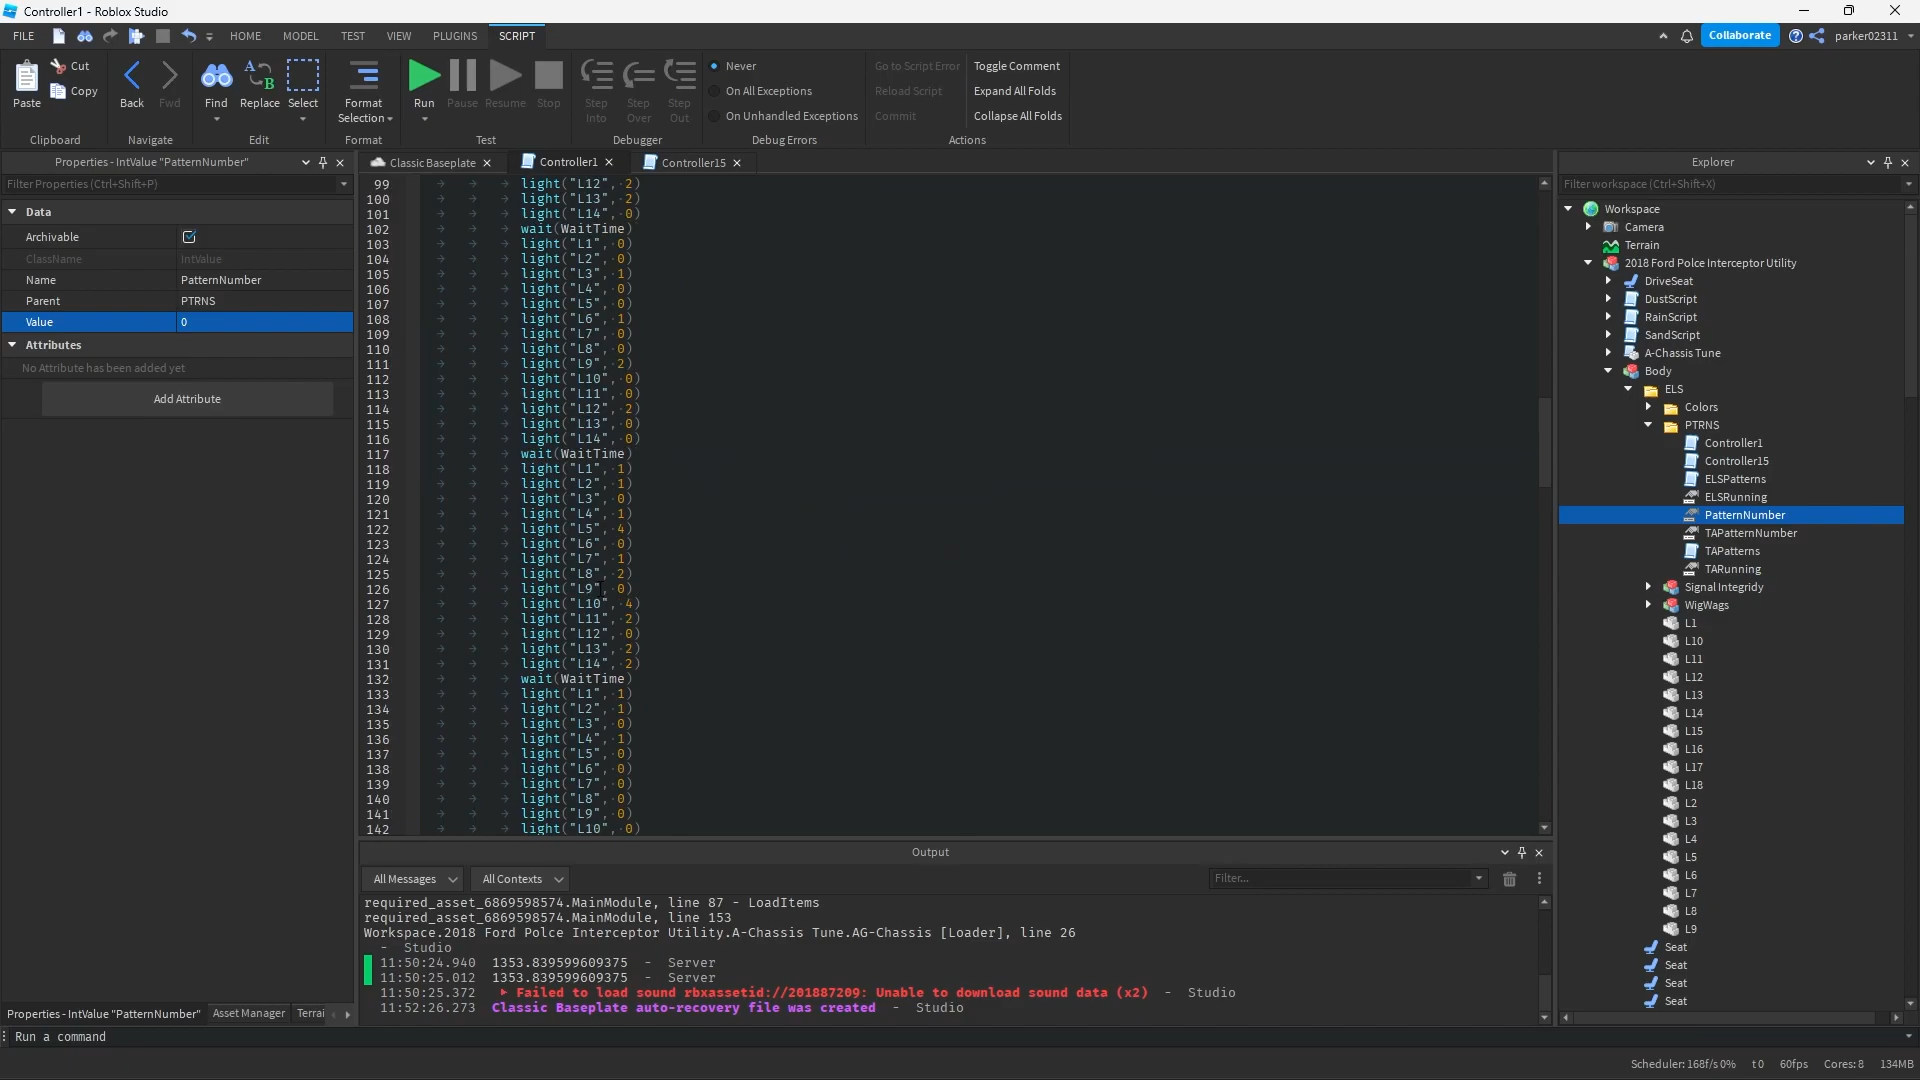 Controller1 - Roblox Studio
FILE HOME MODEL TEST VIEW PLUGINS SCRIPT Collaborate parker02311
Paste Cut Copy Back Fwd Find Replace Select Format Selection Run Pause Resume Stop Step Into Step Over Step Out
Never
On All Exceptions
On Unhandled Exceptions
Go to Script Error
Reload Script
Commit
Toggle Comment
Expand All Folds
Collapse All Folds
Clipboard Navigate Edit Format Test Debugger Debug Errors Actions
Properties - IntValue "PatternNumber"
Filter Properties (Ctrl+Shift+P)
Data
Archivable
ClassName IntValue
Name PatternNumber
Parent PTRNS
Value 0
Attributes
No Attribute has been added yet
Add Attribute
Properties - IntValue "PatternNumber" Asset Manager Terrai
Classic Baseplate Controller1 Controller15
99 light("L12", 2)
100 light("L13", 2)
101 light("L14", 0)
102 wait(WaitTime)
103 light("L1", 0)
104 light("L2", 0)
105 light("L3", 1)
106 light("L4", 0)
107 light("L5", 0)
108 light("L6", 1)
109 light("L7", 0)
110 light("L8", 0)
111 light("L9", 2)
112 light("L10", 0)
113 light("L11", 0)
114 light("L12", 2)
115 light("L13", 0)
116 light("L14", 0)
117 wait(WaitTime)
118 light("L1", 1)
119 light("L2", 1)
120 light("L3", 0)
121 light("L4", 1)
122 light("L5", 4)
123 light("L6", 0)
124 light("L7", 1)
125 light("L8", 2)
126 light("L9", 0)
127 light("L10", 4)
128 light("L11", 2)
129 light("L12", 0)
130 light("L13", 2)
131 light("L14", 2)
132 wait(WaitTime)
133 light("L1", 1)
134 light("L2", 1)
135 light("L3", 0)
136 light("L4", 1)
137 light("L5", 0)
138 light("L6", 0)
139 light("L7", 0)
140 light("L8", 0)
141 light("L9", 0)
142 light("L10", 0)
Output
All Messages All Contexts Filter...
required_asset_6869598574.MainModule, line 87 - LoadItems
required_asset_6869598574.MainModule, line 153
Workspace.2018 Ford Polce Interceptor Utility.A-Chassis Tune.AG-Chassis [Loader], line 26
- Studio
11:50:24.940 1353.839599609375 - Server
11:50:25.012 1353.839599609375 - Server
11:50:25.372 Failed to load sound rbxassetid://201887209: Unable to download sound data (x2) - Studio
11:52:26.273 Classic Baseplate auto-recovery file was created - Studio
Explorer
Filter workspace (Ctrl+Shift+X)
Workspace
Camera
Terrain
2018 Ford Polce Interceptor Utility
DriveSeat
DustScript
RainScript
SandScript
A-Chassis Tune
Body
ELS
Colors
PTRNS
Controller1
Controller15
ELSPatterns
ELSRunning
PatternNumber
TAPatternNumber
TAPatterns
TARunning
Signal Integridy
WigWags
L1
L10
L11
L12
L13
L14
L15
L16
L17
L18
L2
L3
L4
L5
L6
L7
L8
L9
Seat
Seat
Seat
Seat
Run a command
Scheduler: 168f/s 0% t0 60fps Cores: 8 134MB